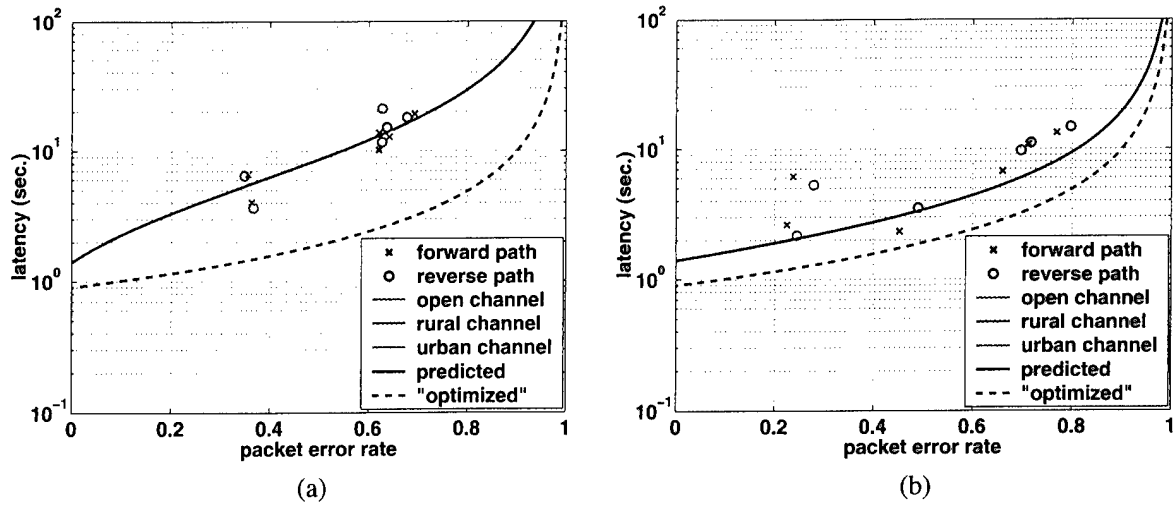 10^2
10^1
10^0
10^-1
latency (sec.)
0
0.2
0.4
0.6
0.8
1
packet error rate
forward path
reverse path
open channel
rural channel
urban channel
predicted
"optimized"
(a)
10^2
10^1
10^0
10^-1
latency (sec.)
0
0.2
0.4
0.6
0.8
1
packet error rate
forward path
reverse path
open channel
rural channel
urban channel
predicted
"optimized"
(b)